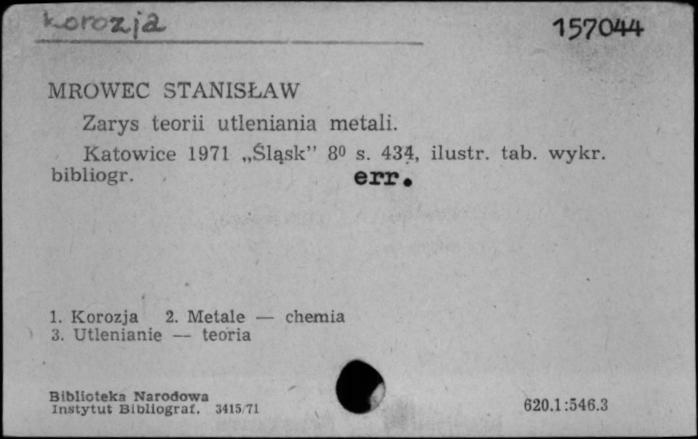 Korozja
157044
MROWEC STANISŁAW
Zarys teorii utleniania metali.
Katowice 1971 „Śląsk” 8⁰ s. 434, ilustr. tab. wykr.
bibliogr. err.
1. Korozja 2. Metale — chemia
3. Utlenianie — teoria
Biblioteka Narodowa
Instytut Bibliograf. 3415/71
620.1:546.3